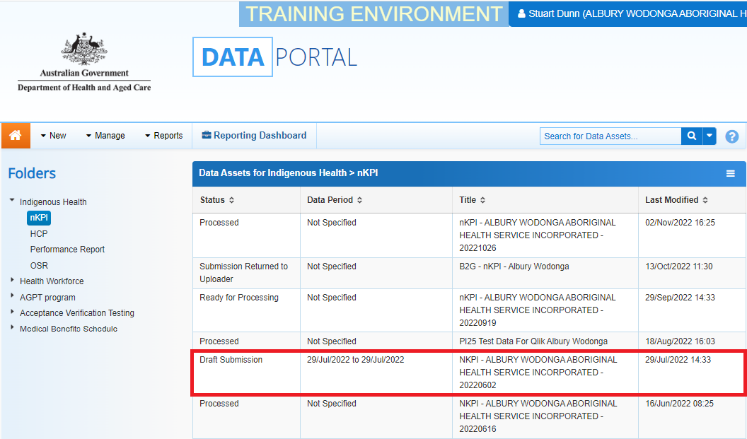 TRAINING ENVIRONMENT
Stuart Dunn (ALBURY WODONGA ABORIGINAL H
Australian Government
Department of Health and Aged Care
DATA PORTAL
New
Manage
Reports
Reporting Dashboard
Search for Data Assets...
?
Folders
Indigenous Health
nKPI
HCP
Performance Report
OSR
Health Workforce
AGPT program
Acceptance Verification Testing
Medical Benefits Schedule
Data Assets for Indigenous Health > nKPI
Status Data Period Title Last Modified
Processed Not Specified nKPI - ALBURY WODONGA ABORIGINAL 02/Nov/2022 16:25
HEALTH SERVICE INCORPORATED -
20221026
Submission Returned to Not Specified B2G - nKPI - Albury Wodonga 13/Oct/2022 11:30
Uploader
Ready for Processing Not Specified nKPI - ALBURY WODONGA ABORIGINAL 29/Sep/2022 14:33
HEALTH SERVICE INCORPORATED -
20220919
Processed Not Specified PI25 Test Data For Qlik Albury Wodonga 18/Aug/2022 16:03
Draft Submission 29/Jul/2022 to 29/Jul/2022 NKPI - ALBURY WODONGA ABORIGINAL 29/Jul/2022 14:33
HEALTH SERVICE INCORPORATED -
20220602
Processed Not Specified NKPI - ALBURY WODONGA ABORIGINAL 16/Jun/2022 08:25
HEALTH SERVICE INCORPORATED -
20220616